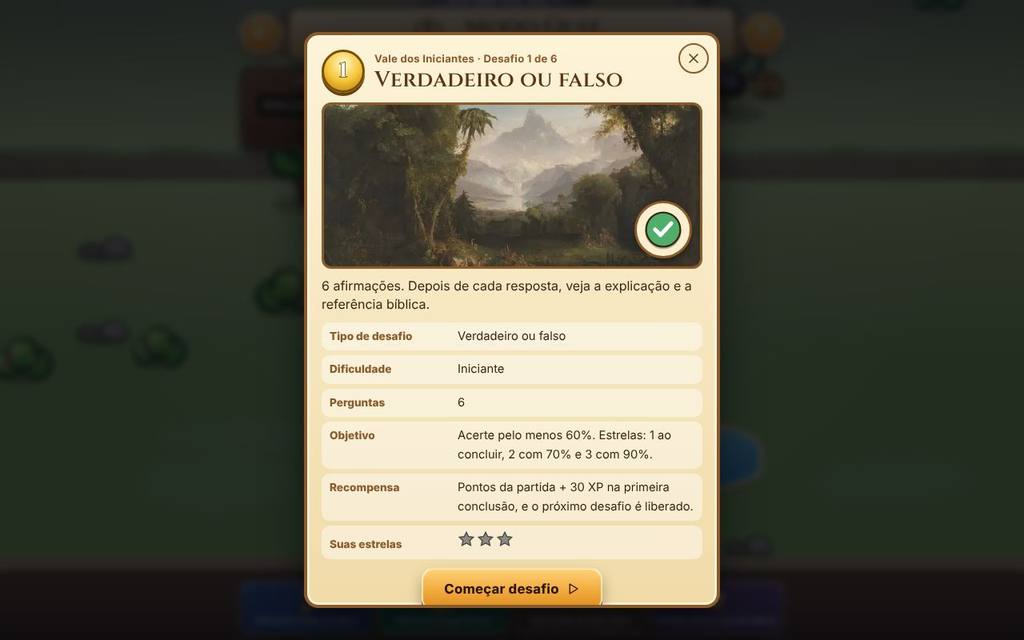 1
Vale dos Iniciantes · Desafio 1 de 6
Verdadeiro ou falso
6 afirmações. Depois de cada resposta, veja a explicação e a
referência bíblica.
Tipo de desafio Verdadeiro ou falso
Dificuldade Iniciante
Perguntas 6
Objetivo Acerte pelo menos 60%. Estrelas: 1 ao
concluir, 2 com 70% e 3 com 90%.
Recompensa Pontos da partida + 30 XP na primeira
conclusão, e o próximo desafio é liberado.
Suas estrelas
Começar desafio